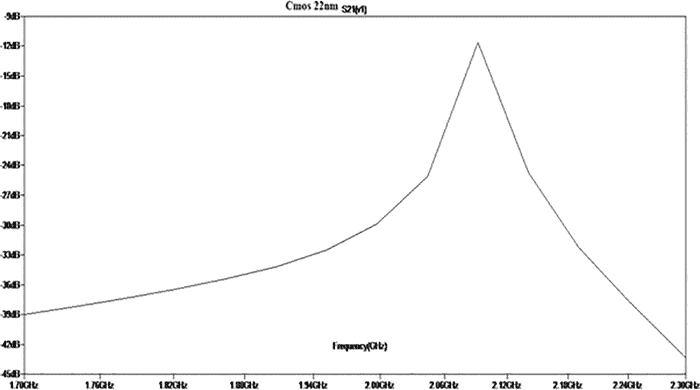 Cmos 22nm S21(v1)
-9dB
-12dB
-15dB
-18dB
-21dB
-24dB
-27dB
-30dB
-33dB
-36dB
-39dB
-42dB
-45dB
Frequency(GHz)
1.70GHz 1.76GHz 1.82GHz 1.88GHz 1.94GHz 2.00GHz 2.06GHz 2.12GHz 2.18GHz 2.24GHz 2.30GHz